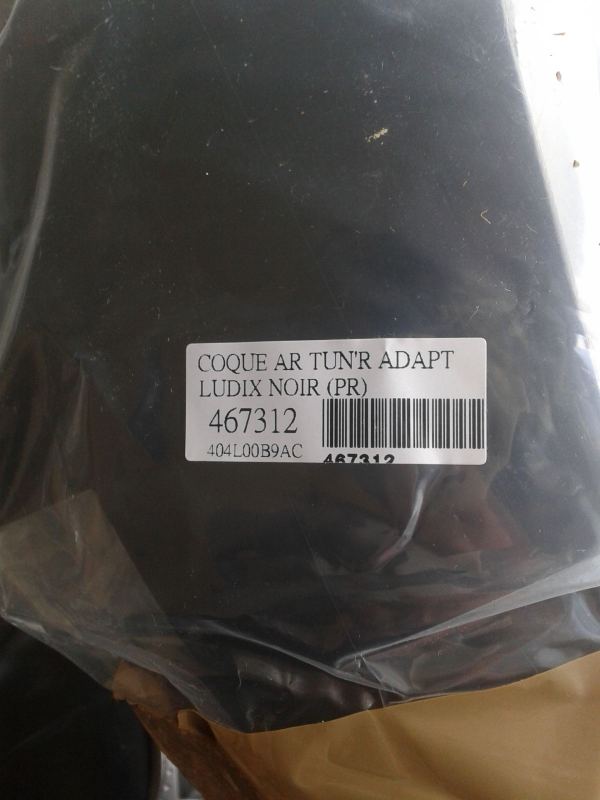 COQUE AR TUN'R ADAPT
LUDIX NOIR (PR)
467312
404L00B9AC
467312